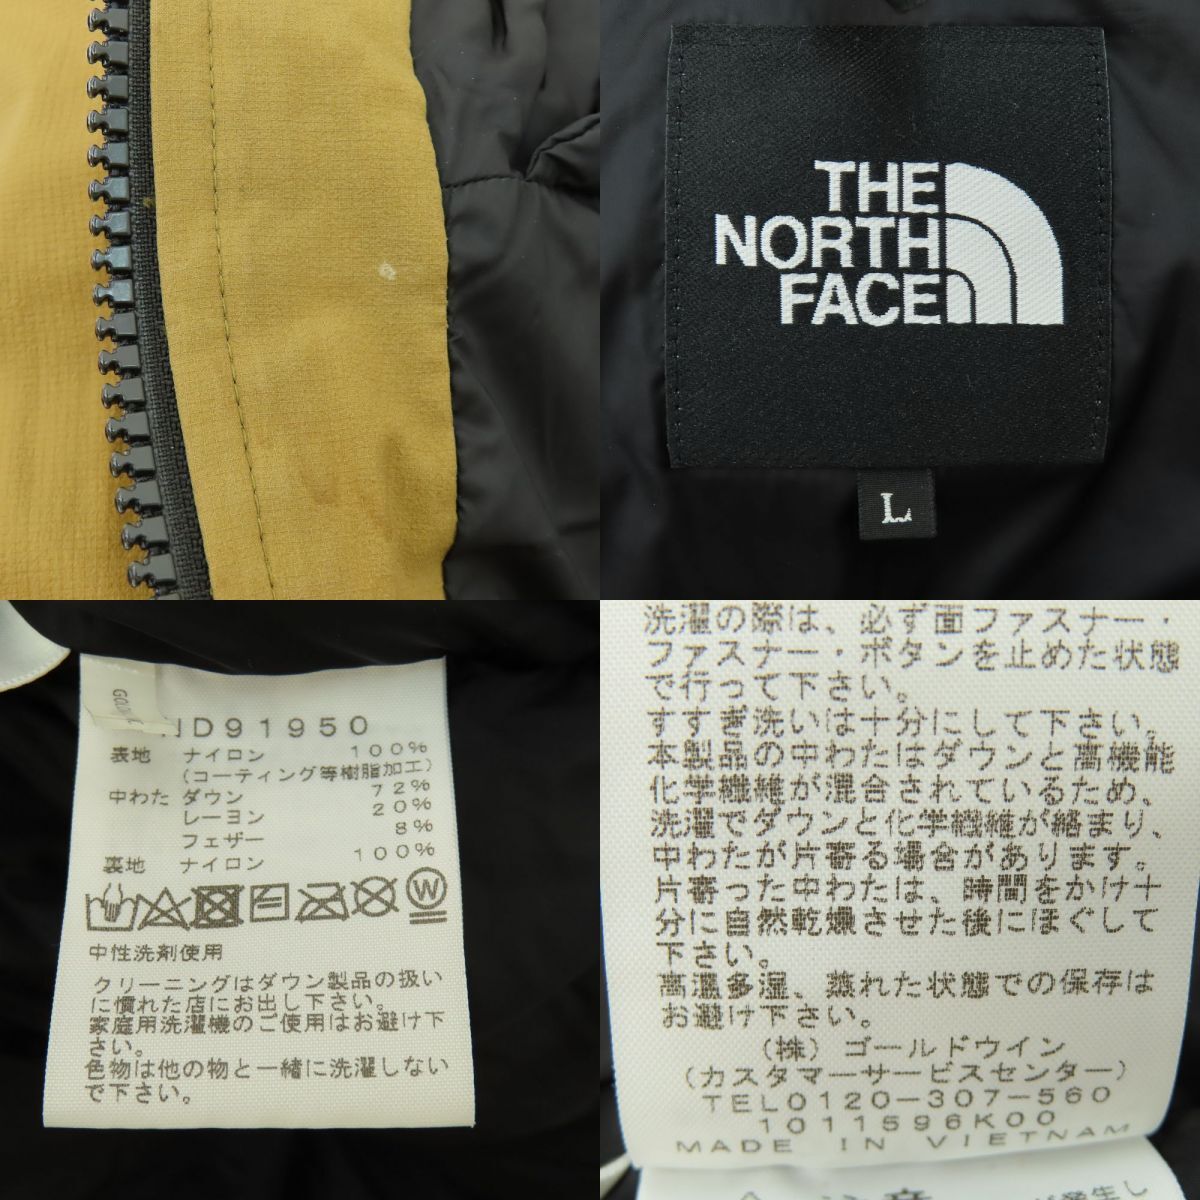 THE
NORTH
FACE
L
ND91950
表地 ナイロン 100%
(コーティング等樹脂加工)
中わた ダウン 72%
レーヨン 20%
フェザー 8%
裏地 ナイロン 100%
W
中性洗剤使用
クリーニングはダウン製品の扱い
に慣れた店にお出し下さい。
家庭用洗濯機のご使用はお避け下
さい。
色物は他の物と一緒に洗濯しない
で下さい。
洗濯の際は、必ず面ファスナー・
ファスナー・ボタンを止めた状態
で行って下さい。
すすぎ洗いは十分にして下さい。
本製品の中わたはダウンと高機能
化学繊維が混合されているため、
洗濯でダウンと化学繊維が絡まり、
中わたが片寄る場合があります。
片寄った中わたは、時間をかけ十
分に自然乾燥させた後にほぐして
下さい。
高温多湿、蒸れた状態での保存は
お避け下さい。
(株)ゴールドウイン
(カスタマーサービスセンター)
TEL0120-307-560
1011596K00
MADE IN VIETNAM